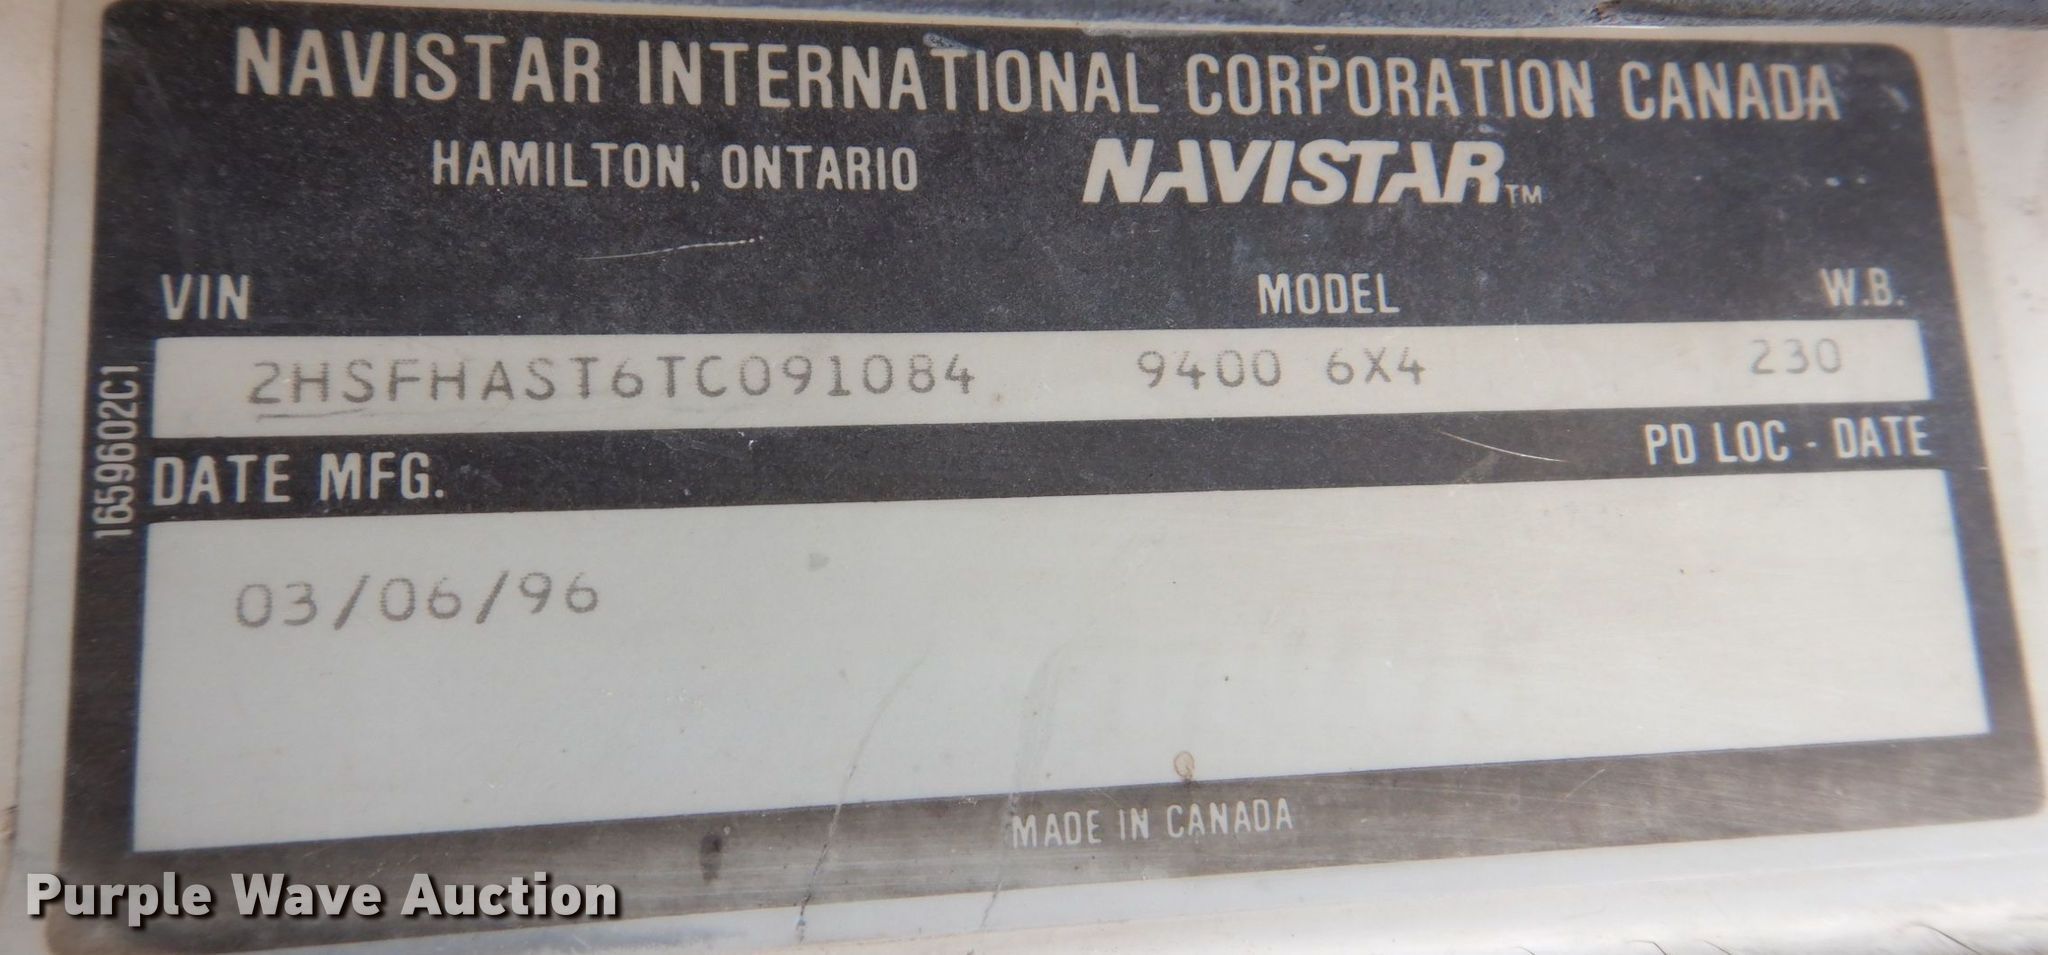 NAVISTAR INTERNATIONAL CORPORATION CANADA
HAMILTON, ONTARIO NAVISTAR™
VIN MODEL W.B.
2HSFHAST6TC091084 9400 6X4 230
DATE MFG. PD LOC - DATE
03/06/96
MADE IN CANADA
1659602C1
Purple Wave Auction